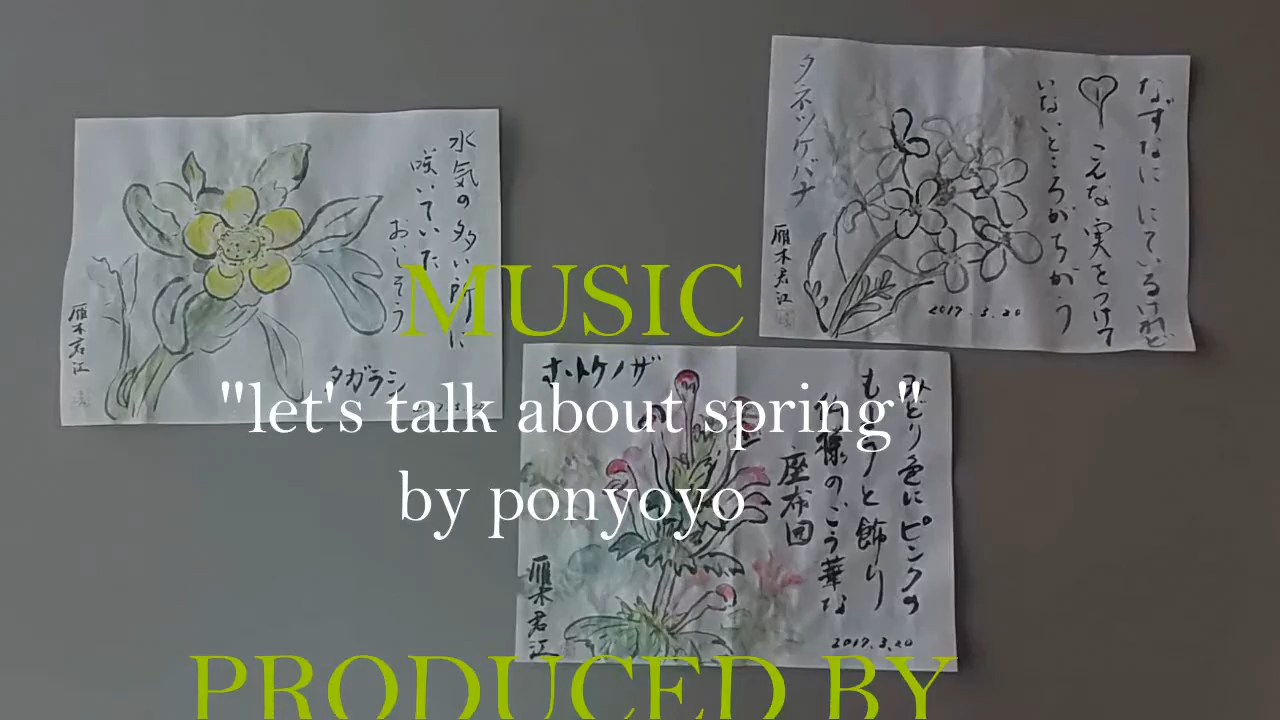 水気の多い所に
咲いていた
おいしそう
タガラシ
雁木君江
なずなに にているけれど
こんな実をつけて
いないところがちがう
タネツケバナ
雁木君江
2017.3.20
MUSIC
"let's talk about spring"
by ponyoyo
ホトケノザ
みどり色にピンクの
と飾り
仏様のごう華な
座布団
雁木君江
2017.3.20
PRODUCED BY